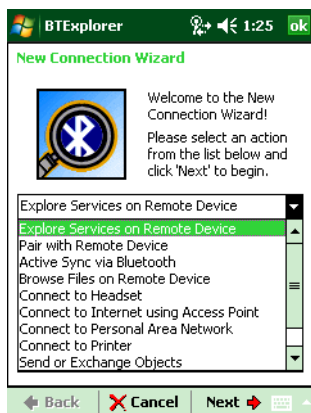 BTExplorer 1:25 ok
New Connection Wizard
Welcome to the New
Connection Wizard!
Please select an action
from the list below and
click 'Next' to begin.
Explore Services on Remote Device
Explore Services on Remote Device
Pair with Remote Device
Active Sync via Bluetooth
Browse Files on Remote Device
Connect to Headset
Connect to Internet using Access Point
Connect to Personal Area Network
Connect to Printer
Send or Exchange Objects
Back Cancel Next